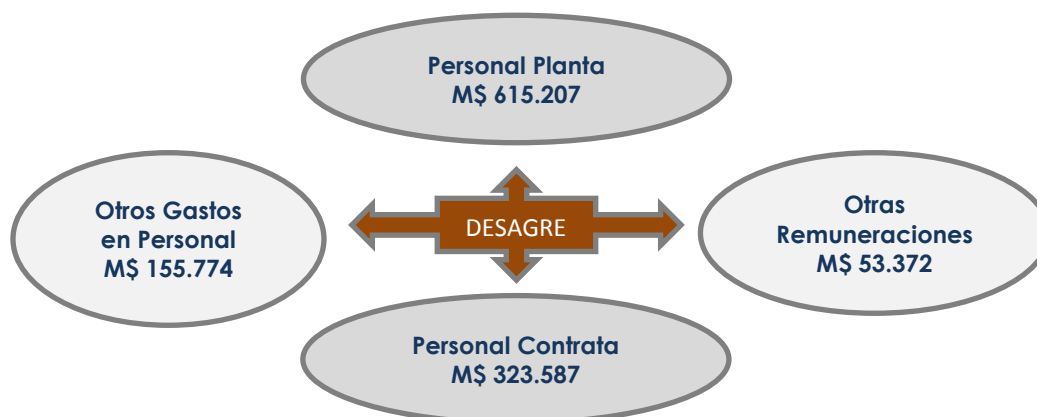 Personal Planta
M$ 615.207
Otros Gastos
en Personal
M$ 155.774
DESAGRE
Otras
Remuneraciones
M$ 53.372
Personal Contrata
M$ 323.587